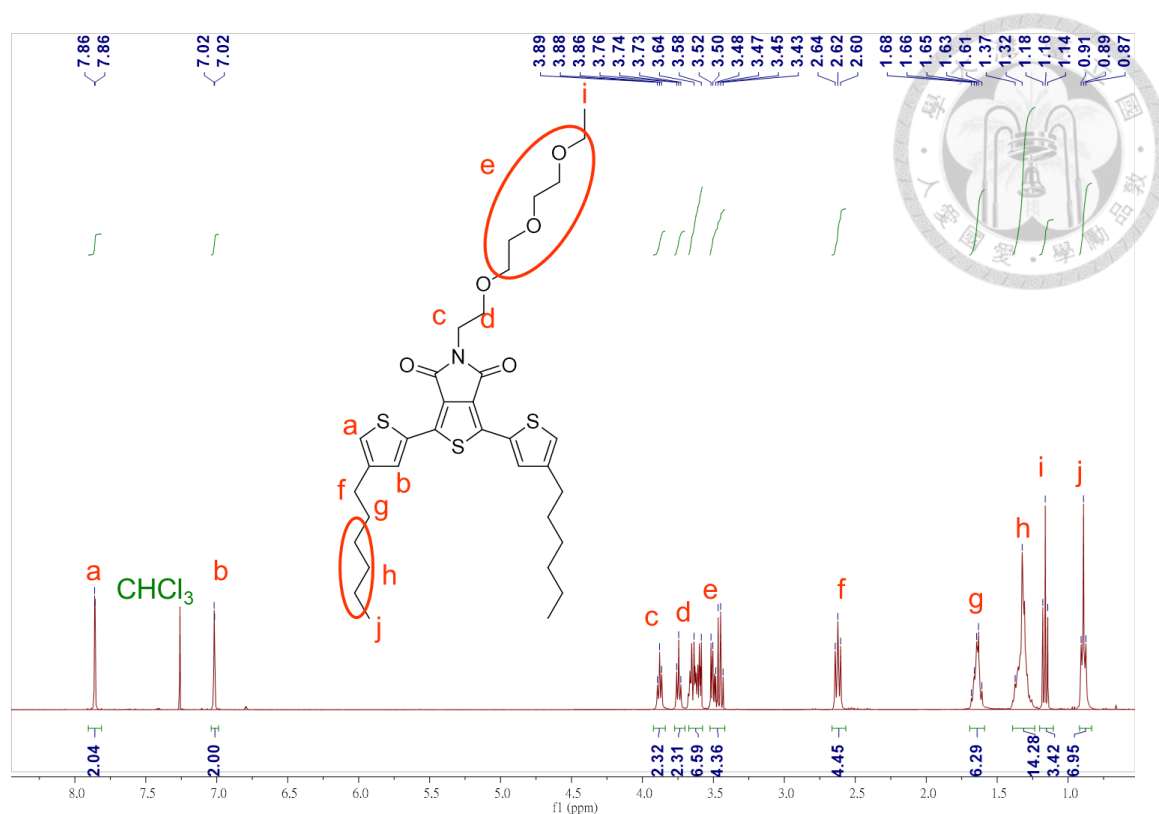 7.86
7.86
7.02
7.02
3.89
3.88
3.86
3.76
3.74
3.73
3.64
3.58
3.52
3.50
3.48
3.47
3.45
3.43
2.64
2.62
2.60
1.68
1.66
1.65
1.63
1.61
1.37
1.32
1.18
1.16
1.14
0.91
0.89
0.87
i
e
O
O
O
c
d
N
O
O
a
S
S
S
b
f
g
h
j
a
CHCl3
b
c
d
e
f
g
h
i
j
2.04
2.00
2.32
2.31
6.59
4.36
4.45
6.29
14.28
3.42
6.95
8.0
7.5
7.0
6.5
6.0
5.5
5.0
4.5
4.0
3.5
3.0
2.5
2.0
1.5
1.0
f1 (ppm)